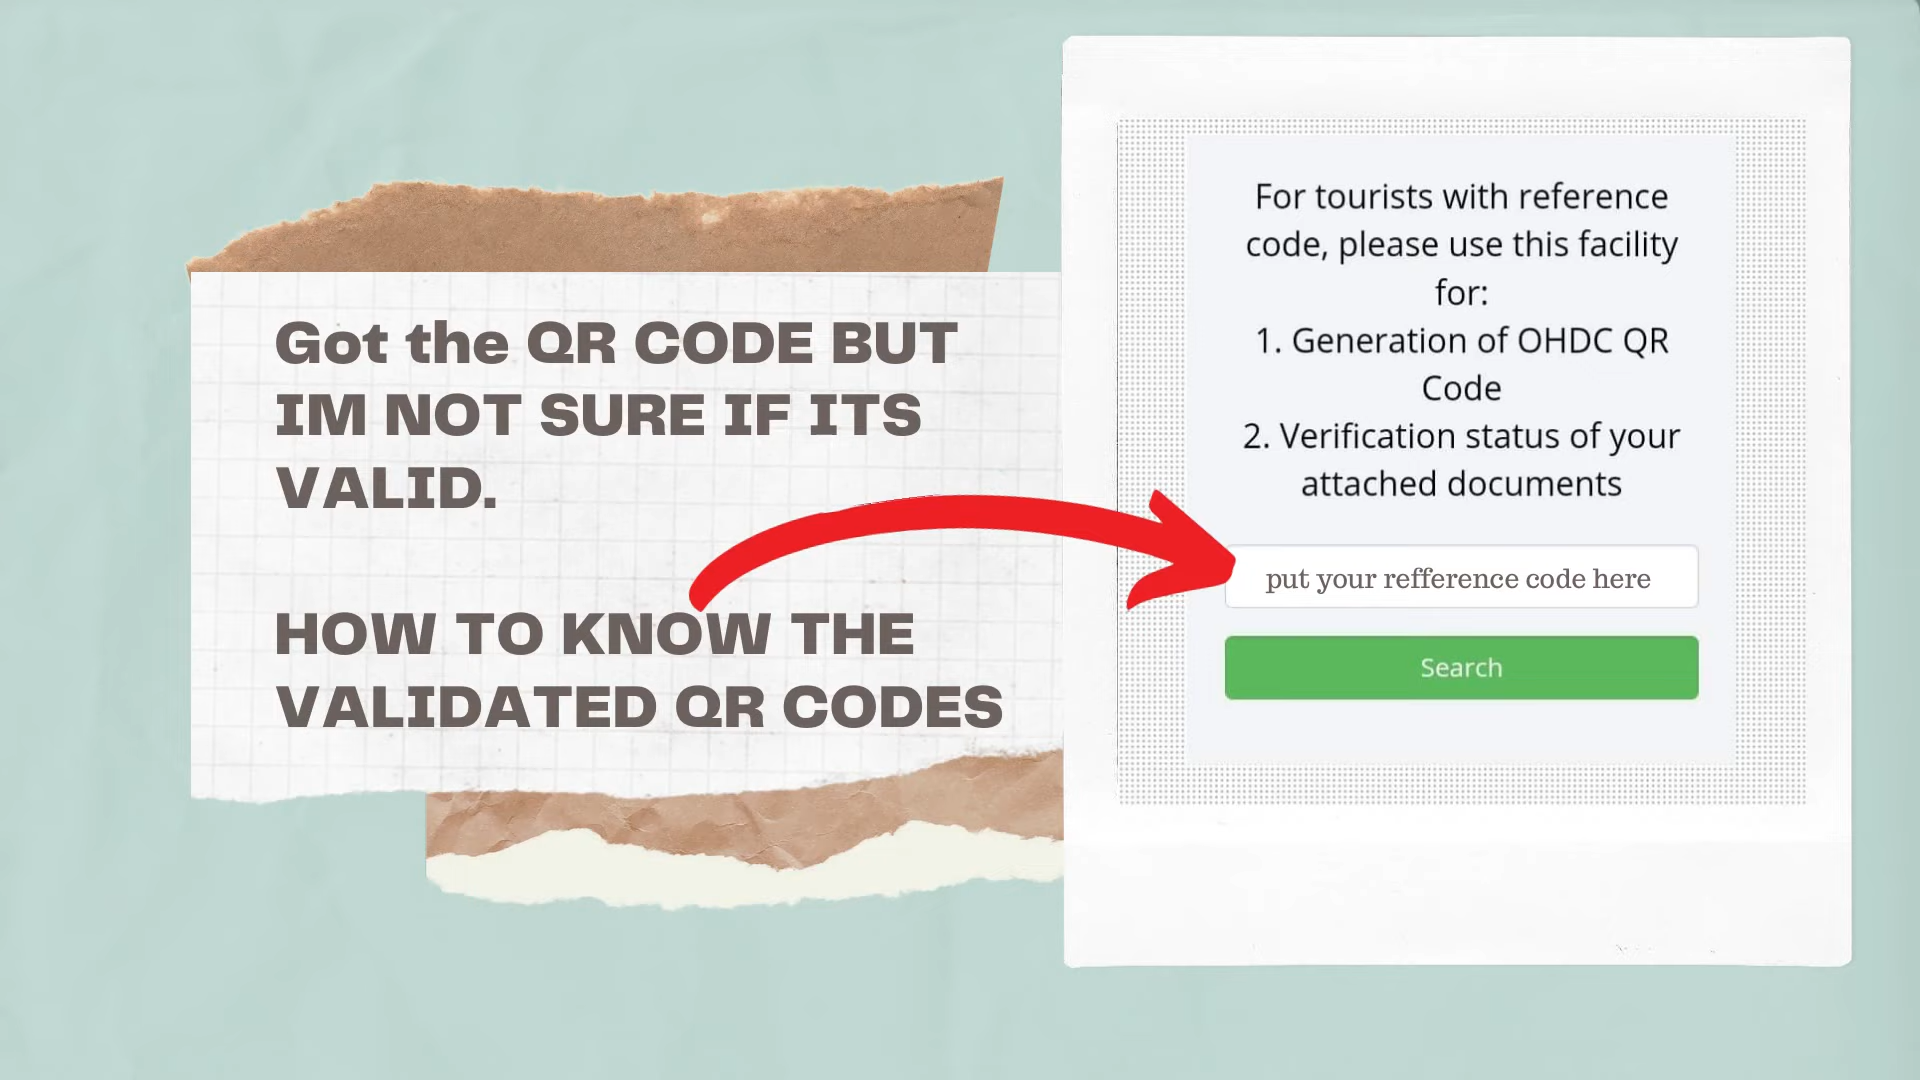 Got the QR CODE BUT
IM NOT SURE IF ITS
VALID.
HOW TO KNOW THE
VALIDATED QR CODES
For tourists with reference
code, please use this facility
for:
1. Generation of OHDC QR
Code
2. Verification status of your
attached documents
put your refference code here
Search